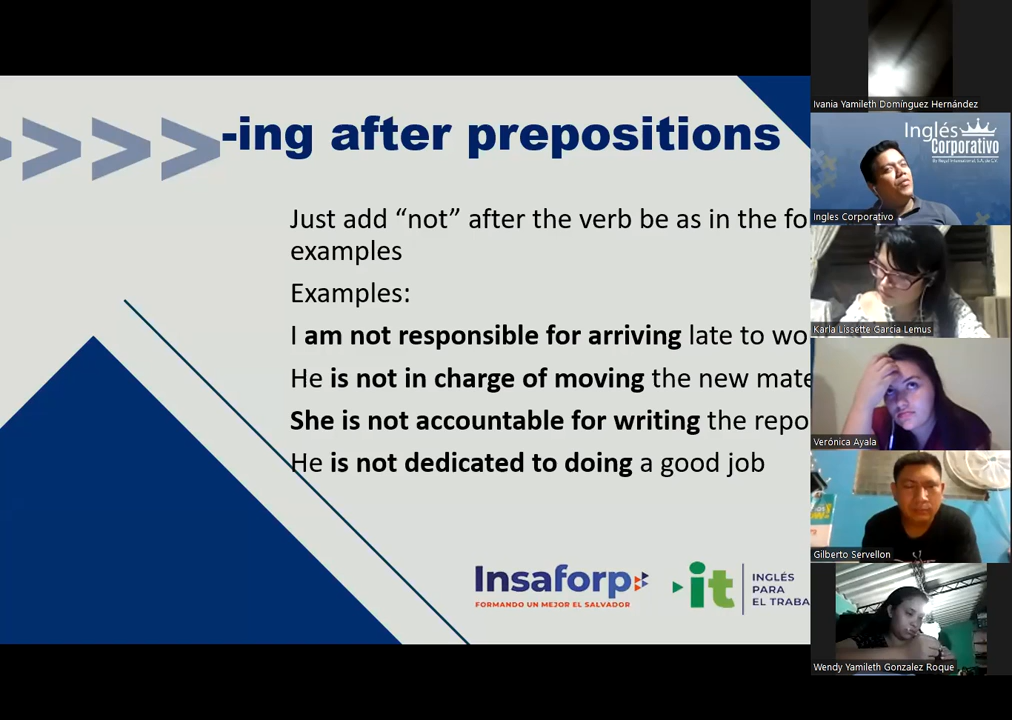 -ing after prepositions
Just add “not” after the verb be as in the fo
examples
Examples:
I am not responsible for arriving late to wo
He is not in charge of moving the new mate
She is not accountable for writing the repo
He is not dedicated to doing a good job
Insaforp
FORMANDO UN MEJOR EL SALVADOR
it
INGLÉS
PARA
EL TRABA
Ivania Yamileth Domínguez Hernández
Inglés
Corporativo
Ingles Corporativo
Karla Lissette Garcia Lemus
Verónica Ayala
Gilberto Servellon
Wendy Yamileth Gonzalez Roque